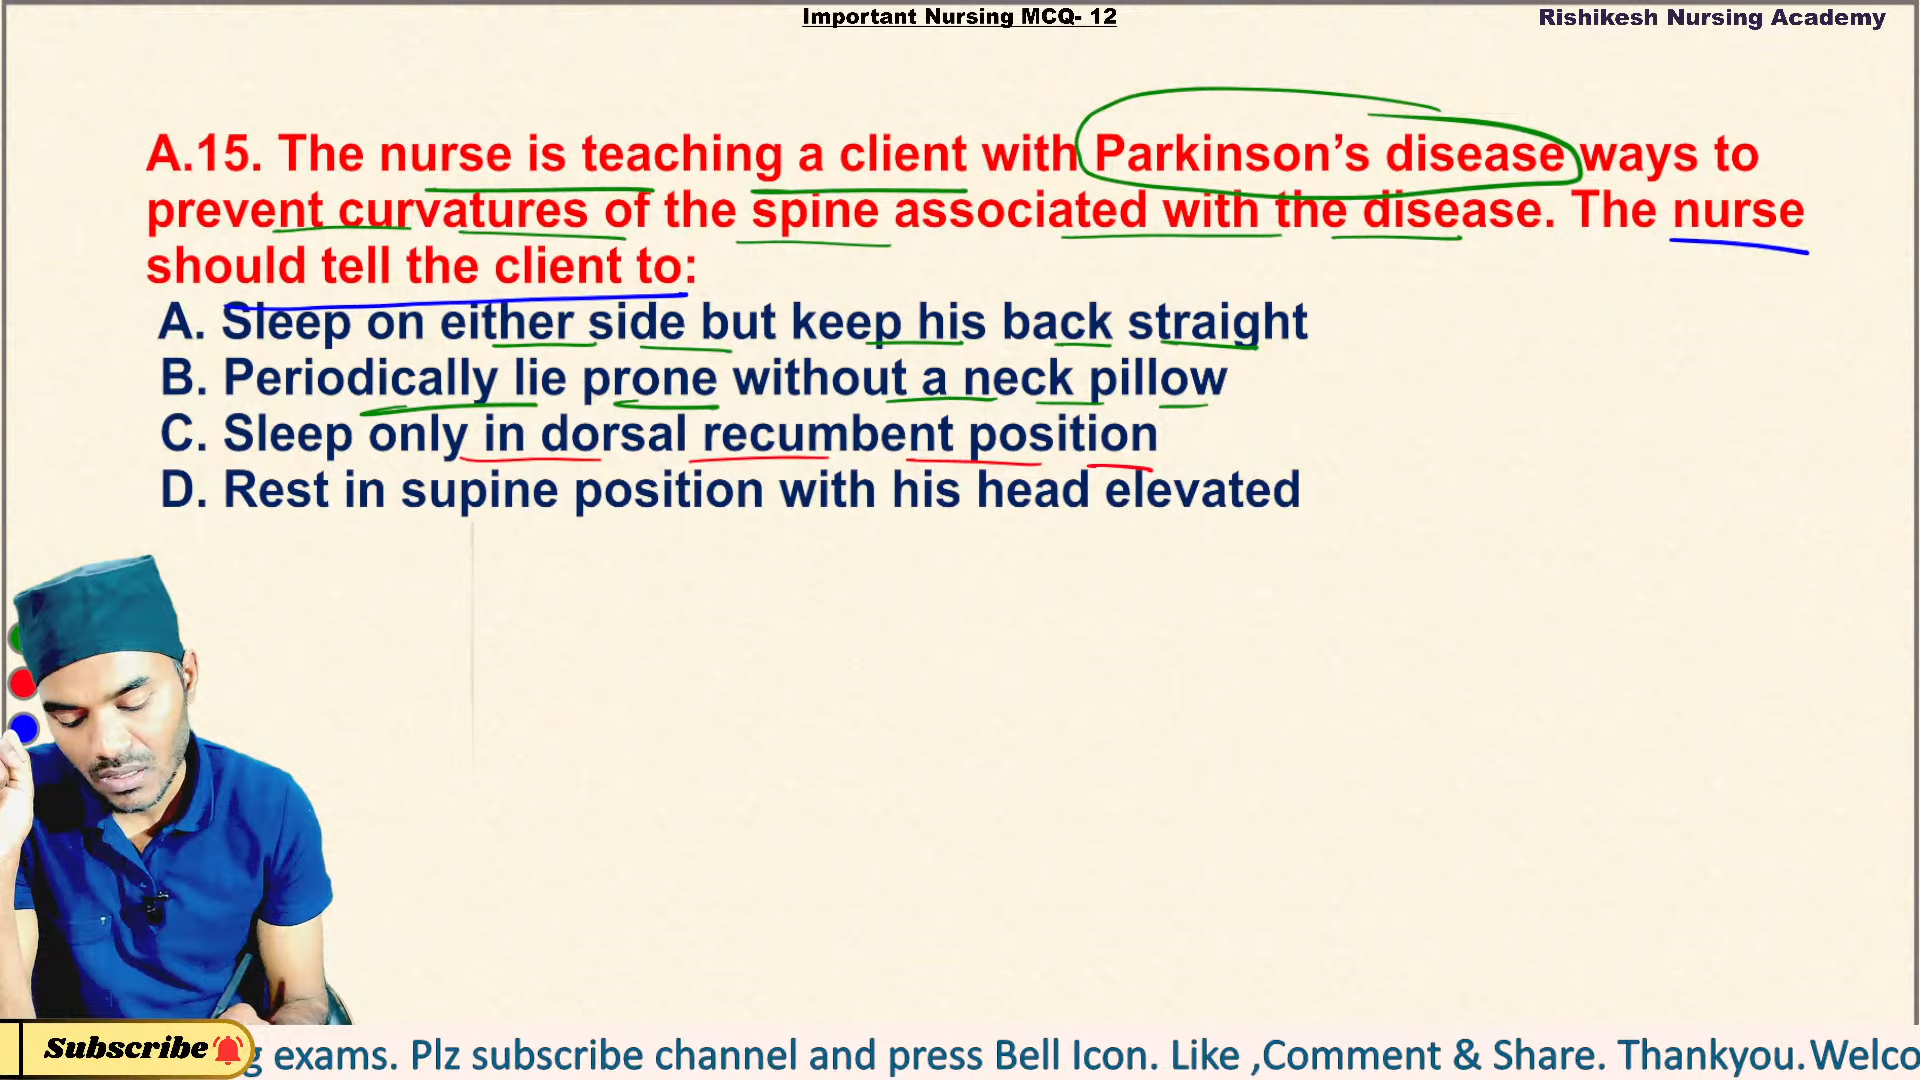 Important Nursing MCQ- 12
Rishikesh Nursing Academy
A.15. The nurse is teaching a client with Parkinson's disease ways to
prevent curvatures of the spine associated with the disease. The nurse
should tell the client to:
A. Sleep on either side but keep his back straight
B. Periodically lie prone without a neck pillow
C. Sleep only in dorsal recumbent position
D. Rest in supine position with his head elevated
Subscribe
g exams. Plz subscribe channel and press Bell Icon. Like ,Comment & Share. Thankyou.Welco